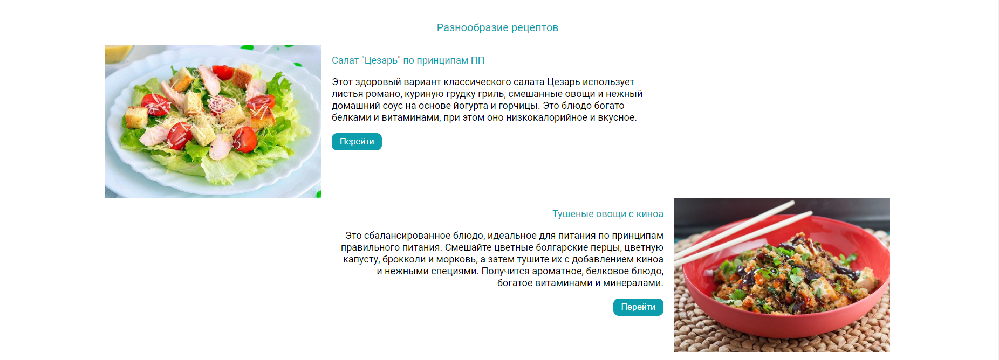 Разнообразие рецептов
Салат "Цезарь" по принципам ПП
Этот здоровый вариант классического салата Цезарь использует
листья романо, куриную грудку гриль, смешанные овощи и нежный
домашний соус на основе йогурта и горчицы. Это блюдо богато
белками и витаминами, при этом оно низкокалорийное и вкусное.
Перейти
Тушеные овощи с киноа
Это сбалансированное блюдо, идеальное для питания по принципам
правильного питания. Смешайте цветные болгарские перцы, цветную
капусту, брокколи и морковь, а затем тушите их с добавлением киноа
и нежными специями. Получится ароматное, белковое блюдо,
богатое витаминами и минералами.
Перейти